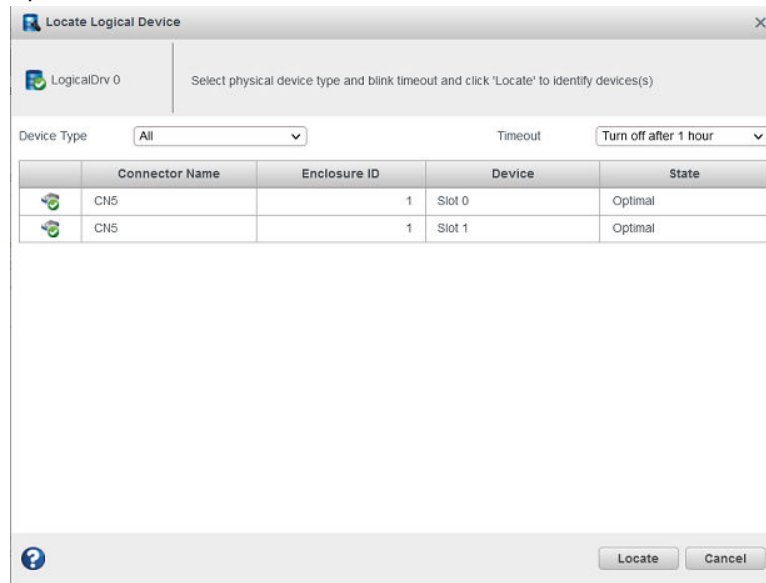 Locate Logical Device
LogicalDrv 0
Select physical device type and blink timeout and click 'Locate' to identify devices(s)
Device Type All Timeout Turn off after 1 hour
Connector Name Enclosure ID Device State
CN5 1 Slot 0 Optimal
CN5 1 Slot 1 Optimal
? Locate Cancel